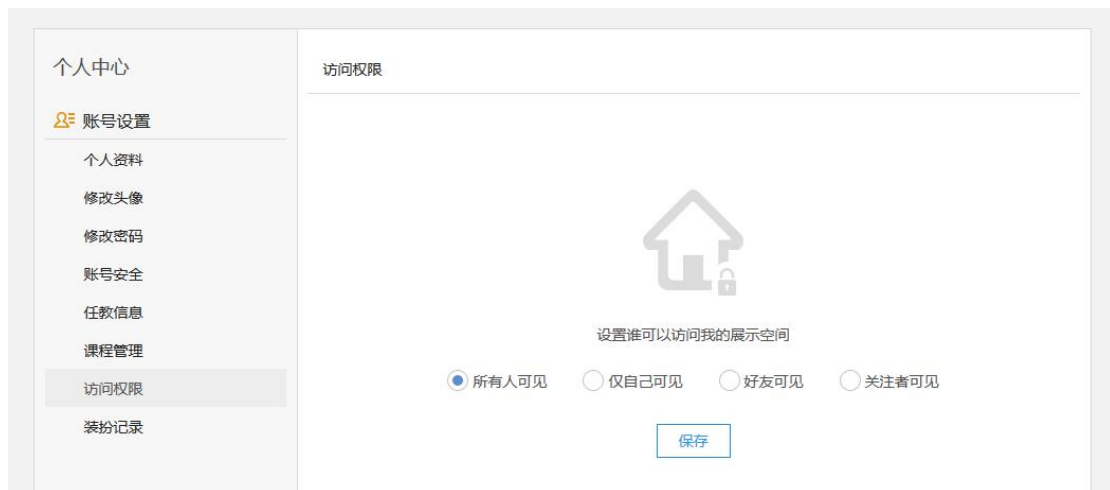 个人中心
账号设置
个人资料
修改头像
修改密码
账号安全
任教信息
课程管理
访问权限
装扮记录
访问权限
设置谁可以访问我的展示空间
所有人可见 仅自己可见 好友可见 关注者可见
保存